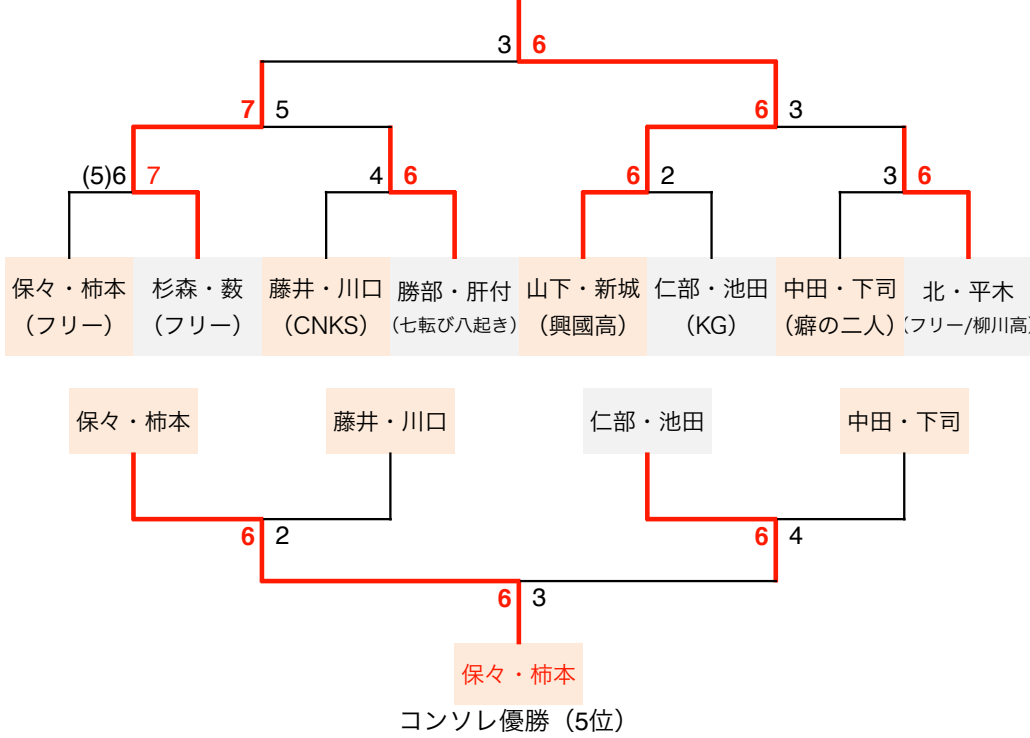 3 6
7 5 6 3
(5)6 7 4 6 6 2 3 6
保々・柿本 杉森・薮 藤井・川口 勝部・肝付 山下・新城 仁部・池田 中田・下司 北・平木
(フリー) (フリー) (CNKS) (七転び八起き) (興國高) (KG) (癖の二人) (フリー/柳川高)
保々・柿本 藤井・川口 仁部・池田 中田・下司
6 2 6 4
6 3
保々・柿本
コンソレ優勝（5位）